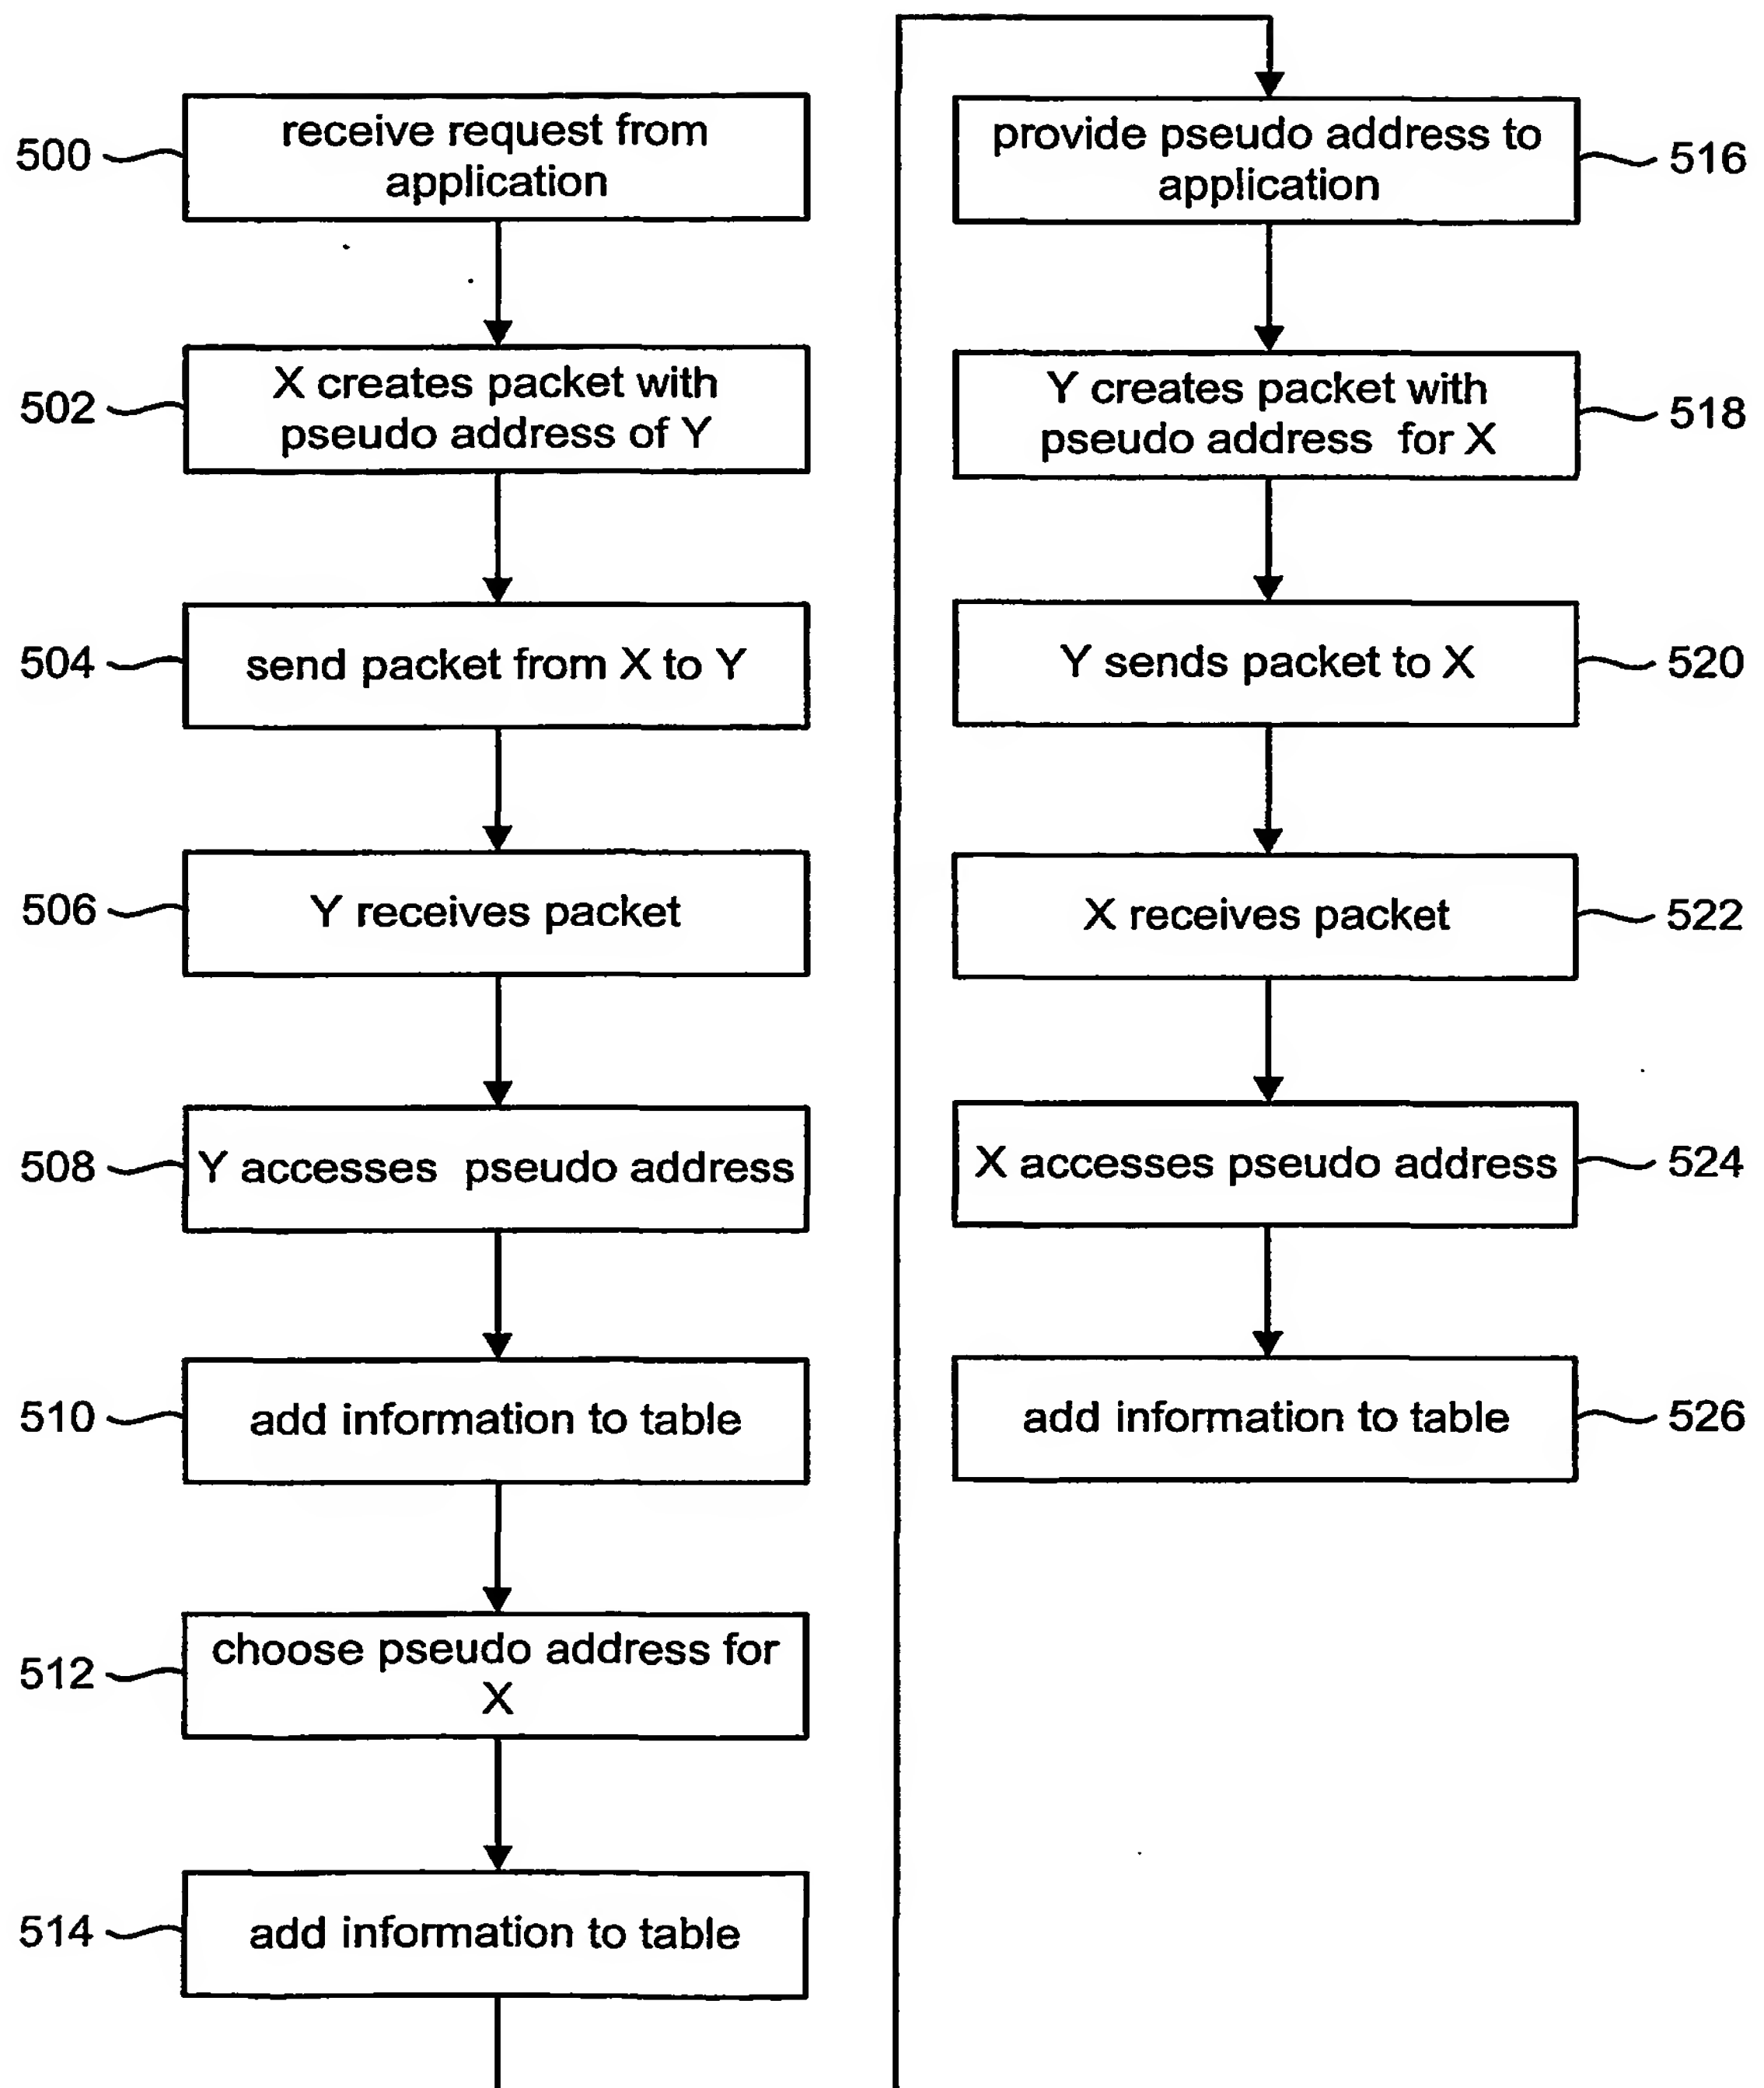 500
receive request from
application
502
X creates packet with
pseudo address of Y
504
send packet from X to Y
506
Y receives packet
508
Y accesses pseudo address
510
add information to table
512
choose pseudo address for
X
514
add information to table
provide pseudo address to
application
516
Y creates packet with
pseudo address for X
518
Y sends packet to X
520
X receives packet
522
X accesses pseudo address
524
add information to table
526